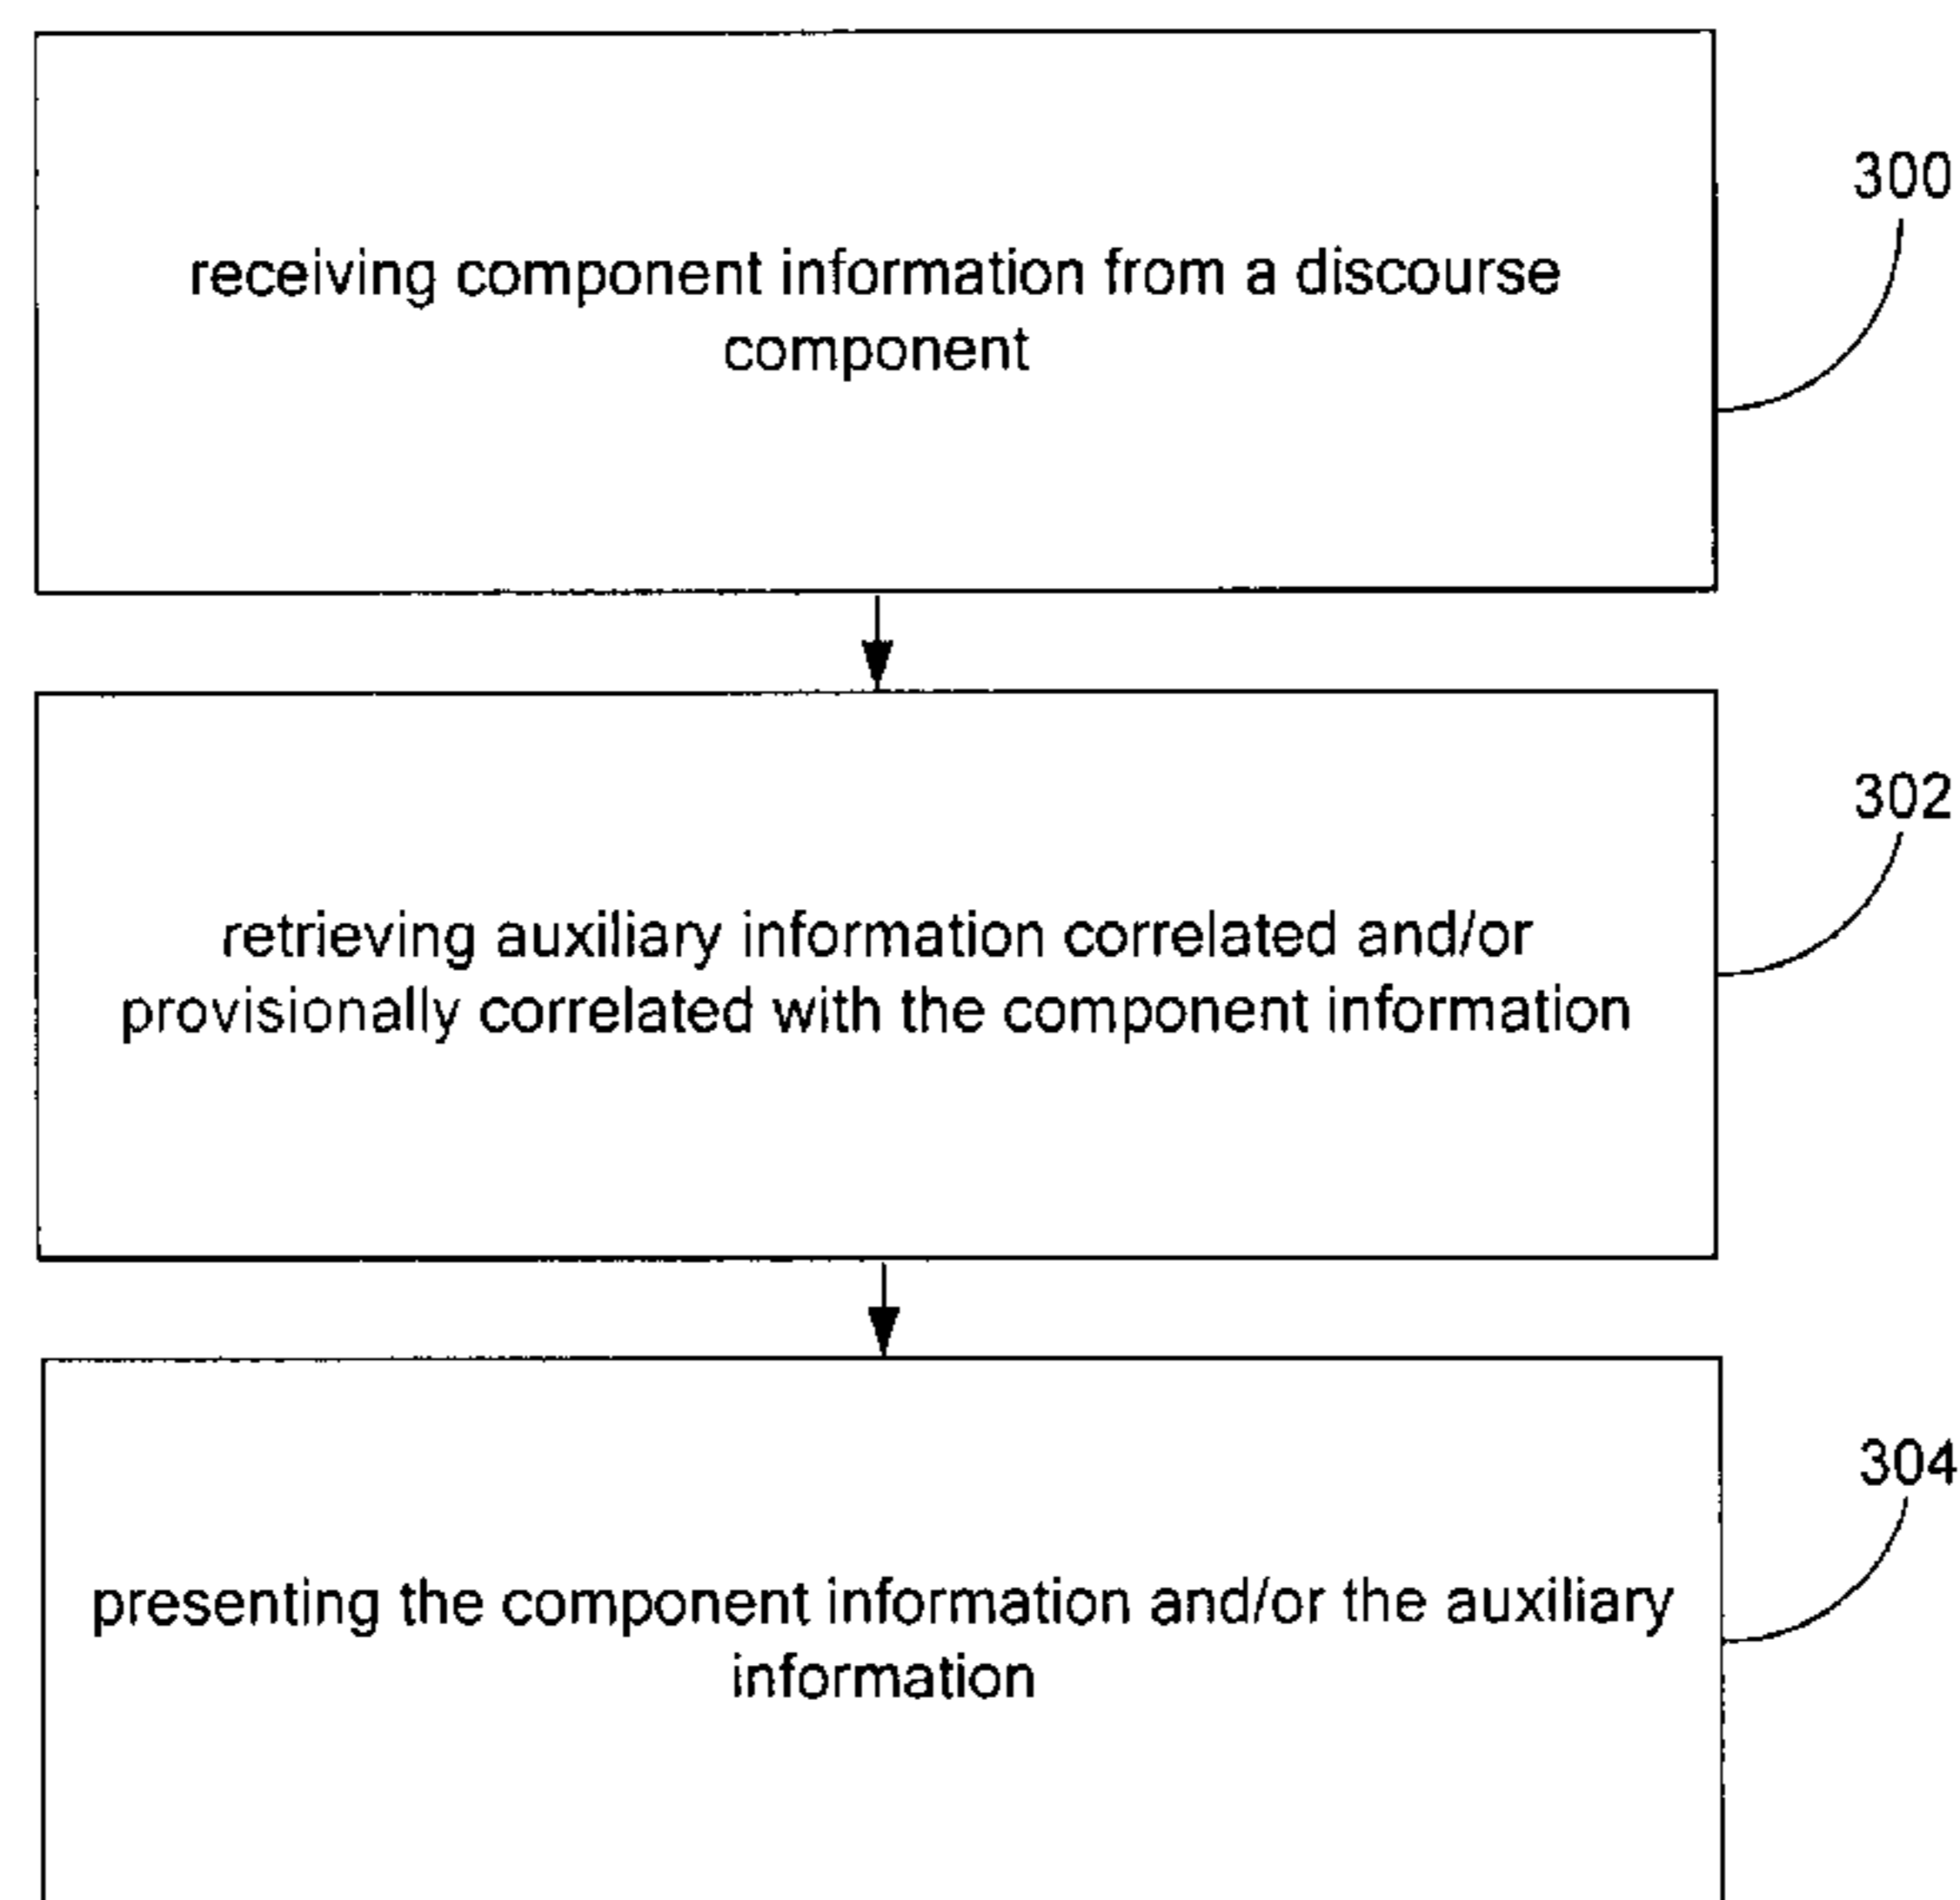 receiving component information from a discourse
component
300
retrieving auxiliary information correlated and/or
provisionally correlated with the component information
302
presenting the component information and/or the auxiliary
information
304